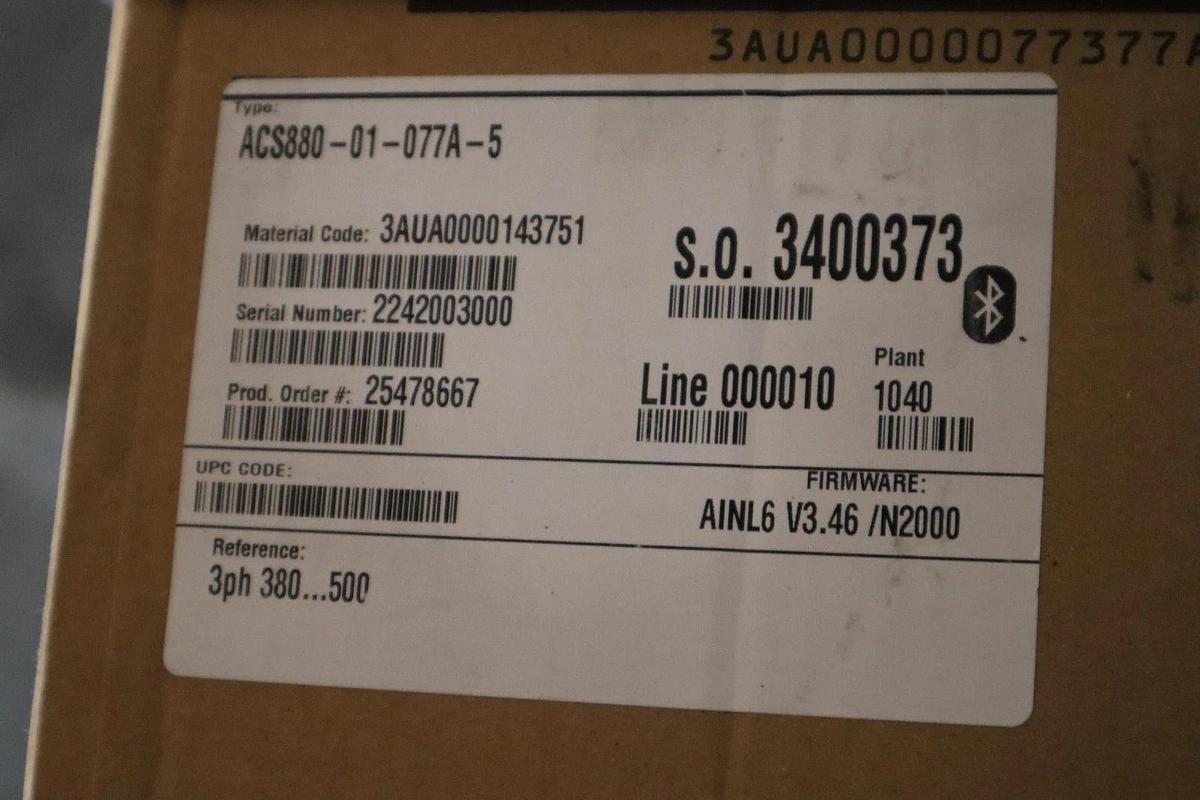 3AUA0000077377A
Type:
ACS880-01-077A-5
Material Code: 3AUA0000143751
S.O. 3400373
Serial Number: 2242003000
Prod. Order #: 25478667
Line 000010
Plant
1040
UPC CODE:
FIRMWARE:
AINL6 V3.46 /N2000
Reference:
3ph 380...500